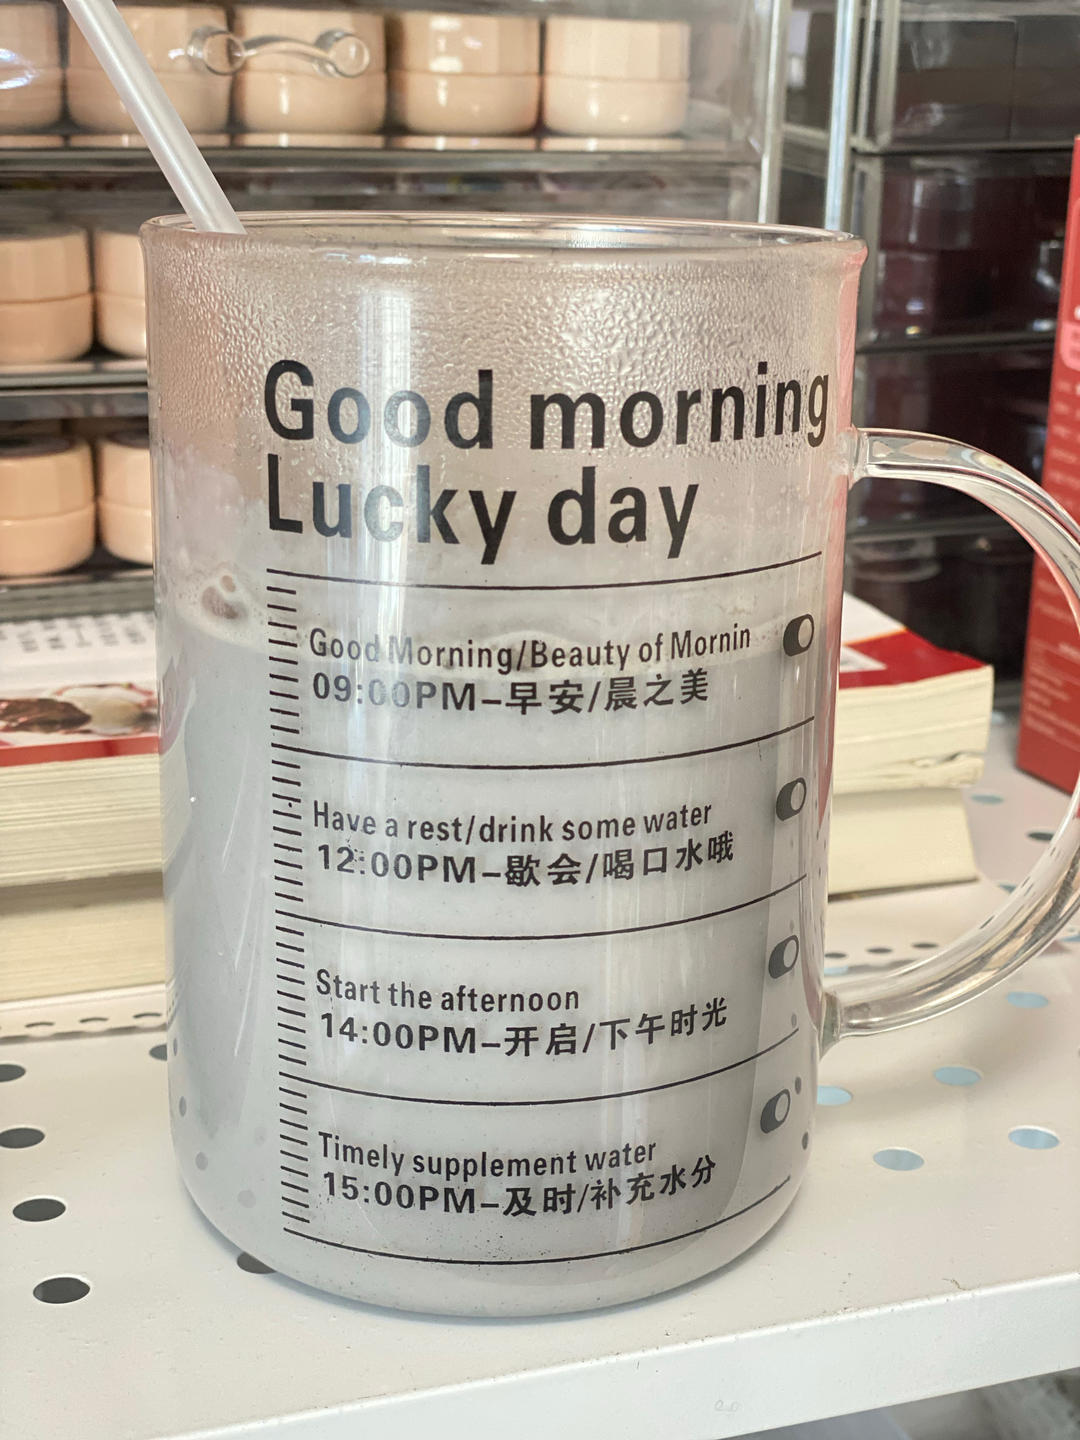 Good morning
Lucky day
Good Morning/Beauty of Mornin
09:00PM–早安/晨之美
Have a rest/drink some water
12:00PM–歇会/喝口水哦
Start the afternoon
14:00PM–开启/下午时光
Timely supplement water
15:00PM–及时/补充水分